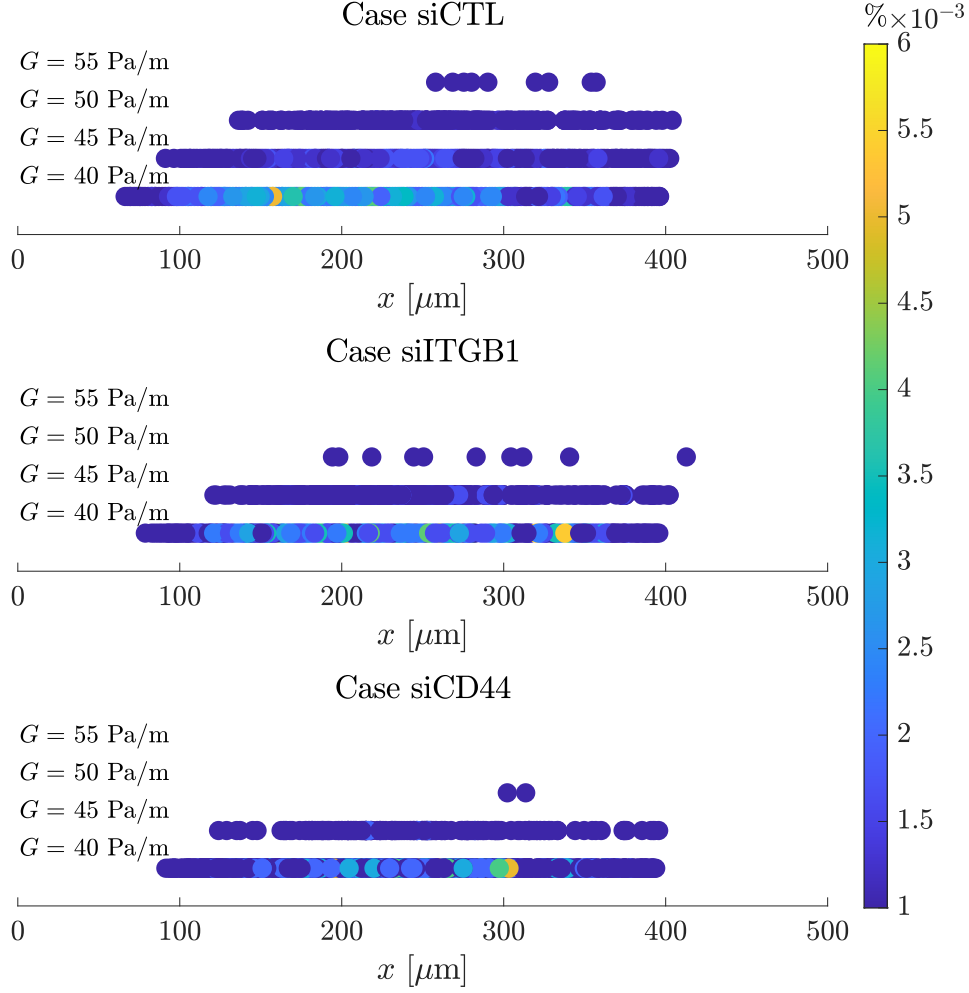 Case siCTL
%×10⁻³
G = 55 Pa/m
G = 50 Pa/m
G = 45 Pa/m
G = 40 Pa/m
0 100 200 300 400 500
x [μm]
Case siITGB1
G = 55 Pa/m
G = 50 Pa/m
G = 45 Pa/m
G = 40 Pa/m
0 100 200 300 400 500
x [μm]
Case siCD44
G = 55 Pa/m
G = 50 Pa/m
G = 45 Pa/m
G = 40 Pa/m
0 100 200 300 400 500
x [μm]
6
5.5
5
4.5
4
3.5
3
2.5
2
1.5
1